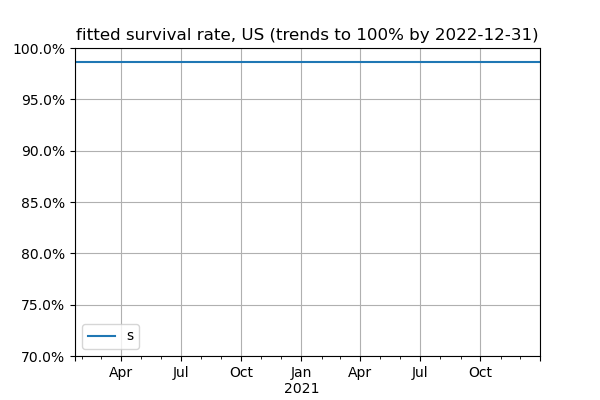 fitted survival rate, US (trends to 100% by 2022-12-31)
100.0%
95.0%
90.0%
85.0%
80.0%
75.0%
70.0%
s
Apr Jul Oct Jan Apr Jul Oct
2021